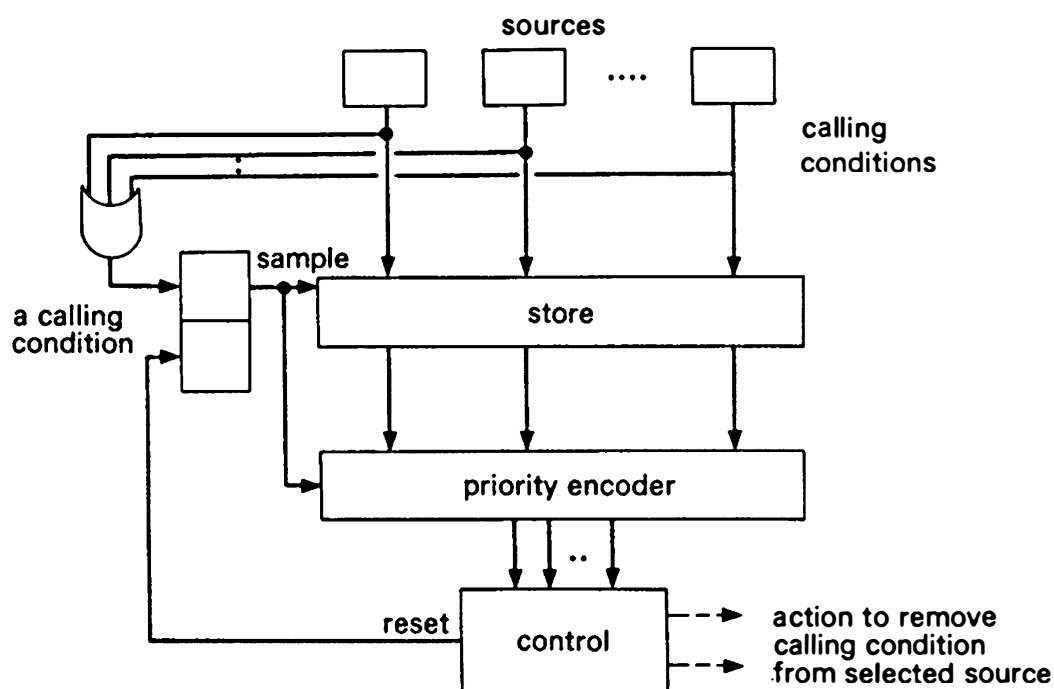 sources
calling
conditions
sample
store
a calling
condition
priority encoder
reset
control
action to remove
calling condition
from selected source